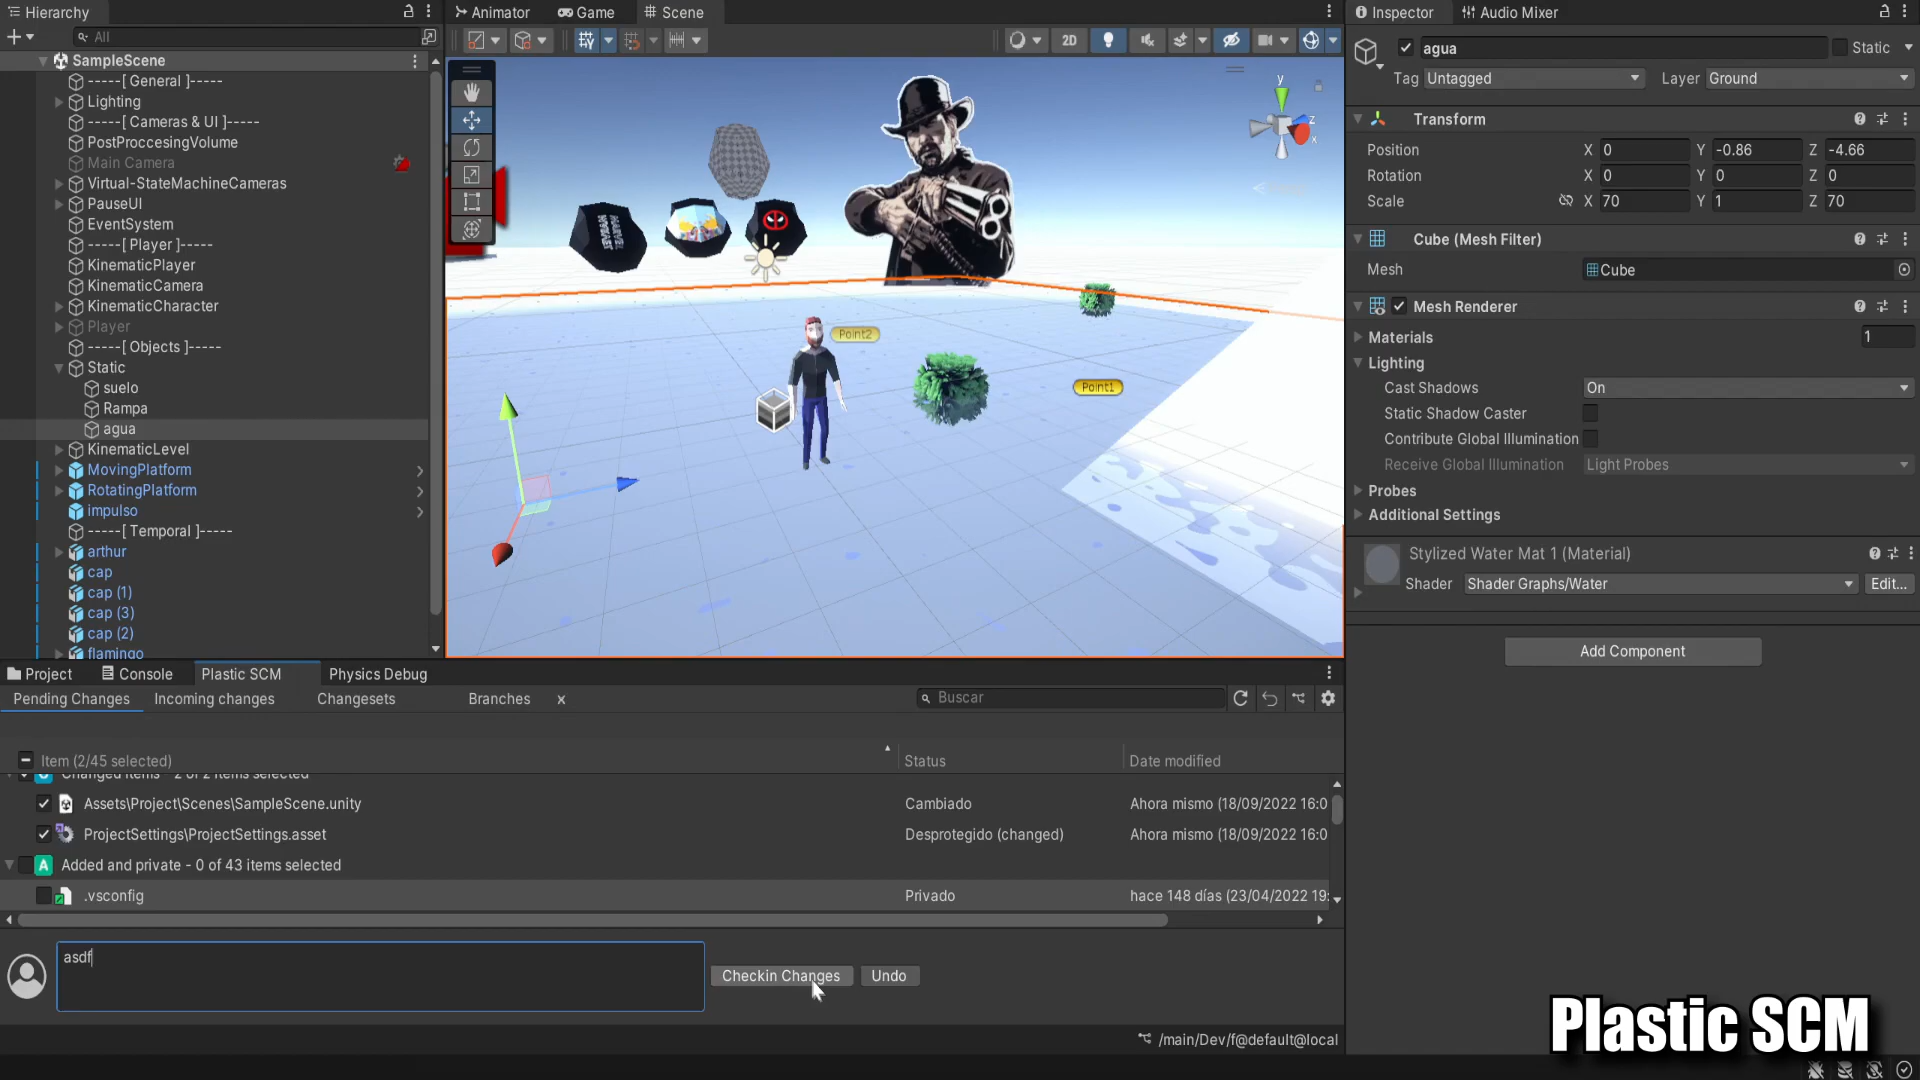 Hierarchy
All
SampleScene
-----[ General ]-----
Lighting
-----[ Cameras & UI ]-----
PostProccesingVolume
Main Camera
Virtual-StateMachineCameras
PauseUI
EventSystem
-----[ Player ]-----
KinematicPlayer
KinematicCamera
KinematicCharacter
Player
-----[ Objects ]-----
Static
suelo
Rampa
agua
KinematicLevel
MovingPlatform
RotatingPlatform
impulso
-----[ Temporal ]-----
arthur
cap
cap (1)
cap (3)
cap (2)
flamingo
Animator Game Scene
2D
y
z
x
Point2
Point1
Inspector Audio Mixer
agua Static
Tag Untagged Layer Ground
Transform
Position X 0 Y -0.86 Z -4.66
Rotation X 0 Y 0 Z 0
Scale X 70 Y 1 Z 70
Cube (Mesh Filter)
Mesh Cube
Mesh Renderer
Materials 1
Lighting
Cast Shadows On
Static Shadow Caster
Contribute Global Illumination
Receive Global Illumination Light Probes
Probes
Additional Settings
Stylized Water Mat 1 (Material)
Shader Shader Graphs/Water Edit...
Add Component
Project Console Plastic SCM Physics Debug
Pending Changes Incoming changes Changesets Branches x
Buscar
Item (2/45 selected) Status Date modified
Changed items - 2 of 2 items selected
Assets\Project\Scenes\SampleScene.unity Cambiado Ahora mismo (18/09/2022 16:0
ProjectSettings\ProjectSettings.asset Desprotegido (changed) Ahora mismo (18/09/2022 16:0
A Added and private - 0 of 43 items selected
.vsconfig Privado hace 148 días (23/04/2022 19:
asdf
Checkin Changes Undo
/main/Dev/f@default@local
Plastic SCM